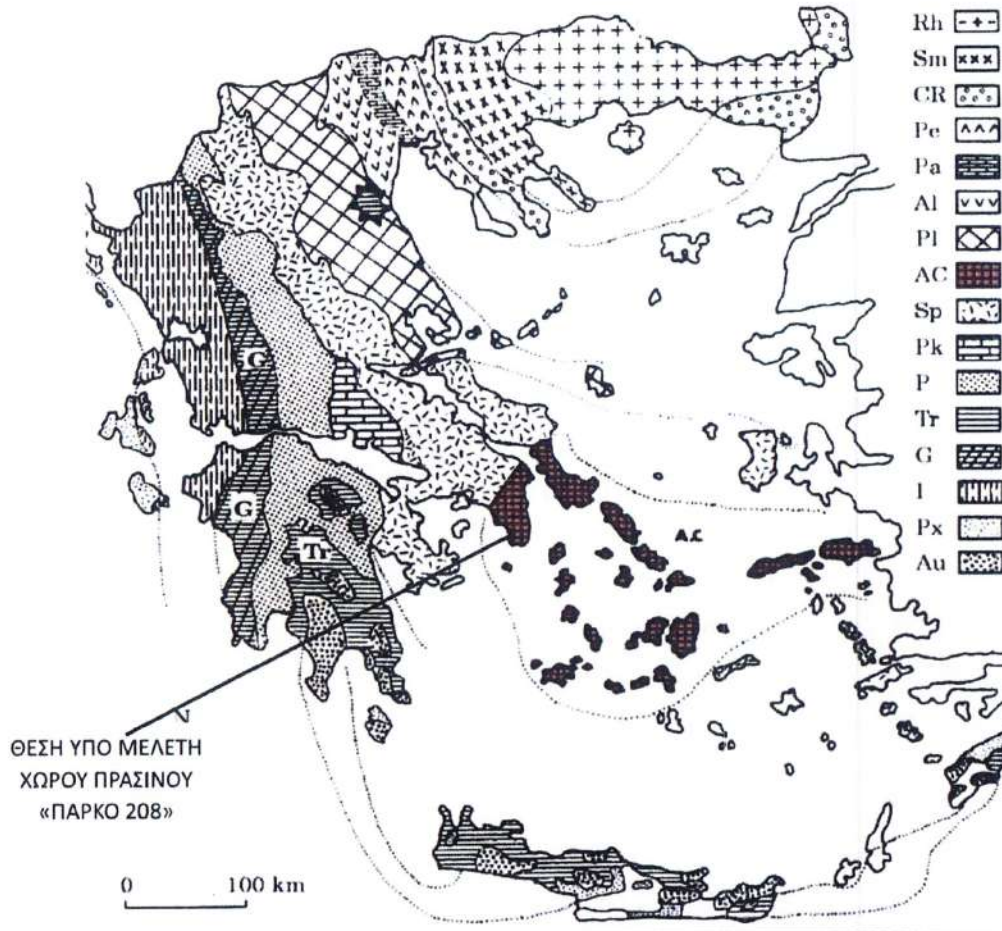 Rh
Sm
CR
Pe
Pa
Al
Pl
AC
Sp
Pk
P
Tr
G
I
Px
Au
G
G
Tr
A.C
N
ΘΕΣΗ ΥΠΟ ΜΕΛΕΤΗ
ΧΩΡΟΥ ΠΡΑΣΙΝΟΥ
«ΠΑΡΚΟ 208»
0 100 km